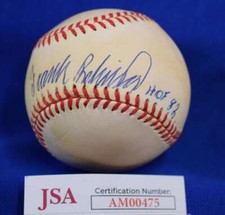 Frank Robinson
HOF 82
JSA
Certification Number:
AM00475